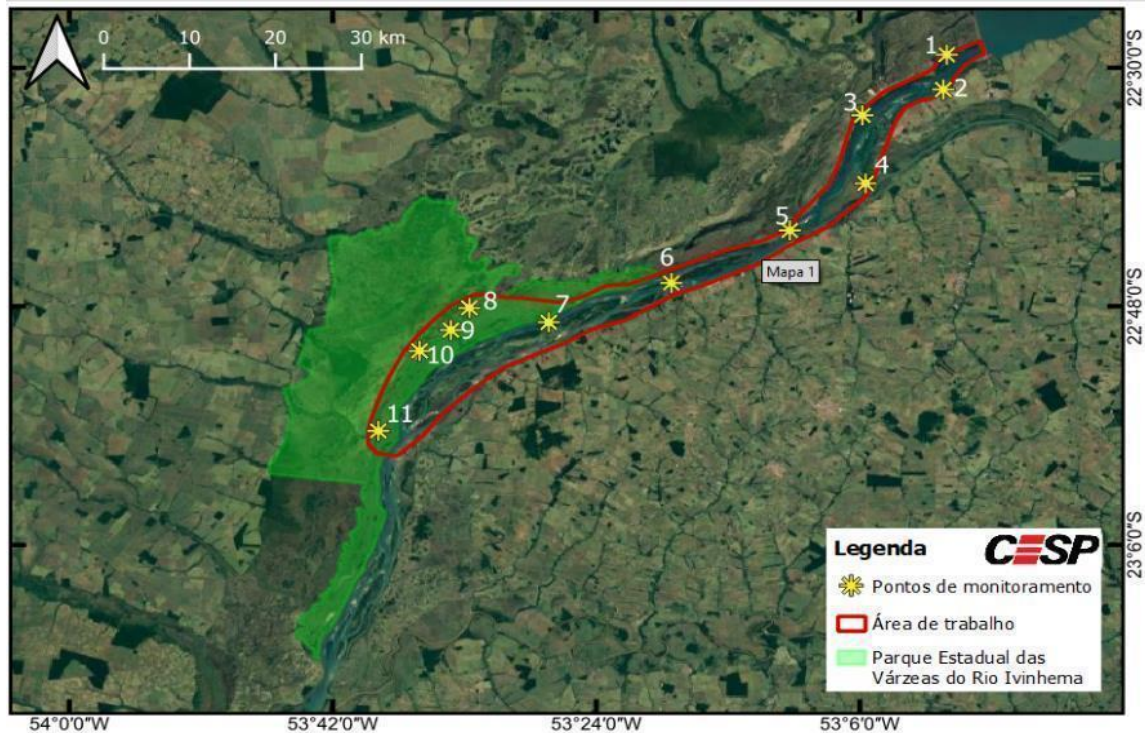 0 10 20 30 km
1
2
3
4
5
6
7
8
9
10
11
Mapa 1
22°30'0"S
22°48'0"S
23°6'0"S
54°0'0"W 53°42'0"W 53°24'0"W 53°6'0"W
Legenda CESP
Pontos de monitoramento
Área de trabalho
Parque Estadual das
Várzeas do Rio Ivinhema